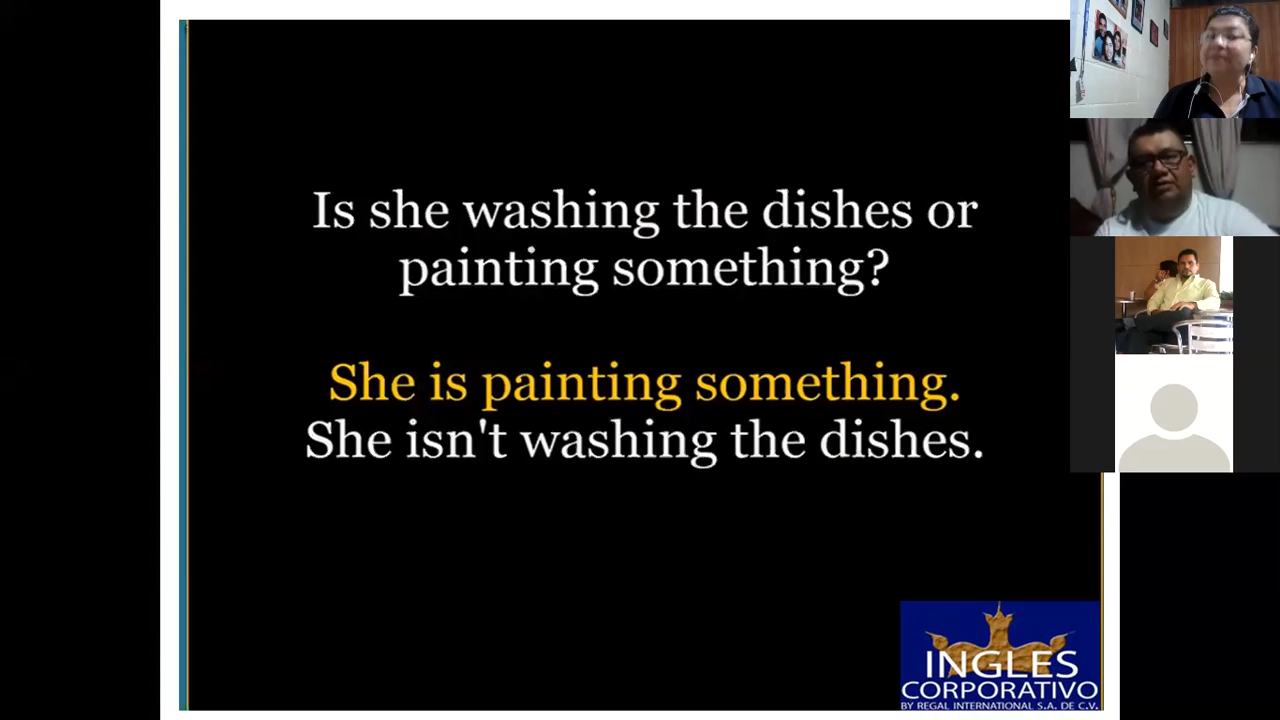 Is she washing the dishes or
painting something?
She is painting something.
She isn't washing the dishes.
INGLES
CORPORATIVO
BY REGAL INTERNATIONAL S.A. DE C.V.